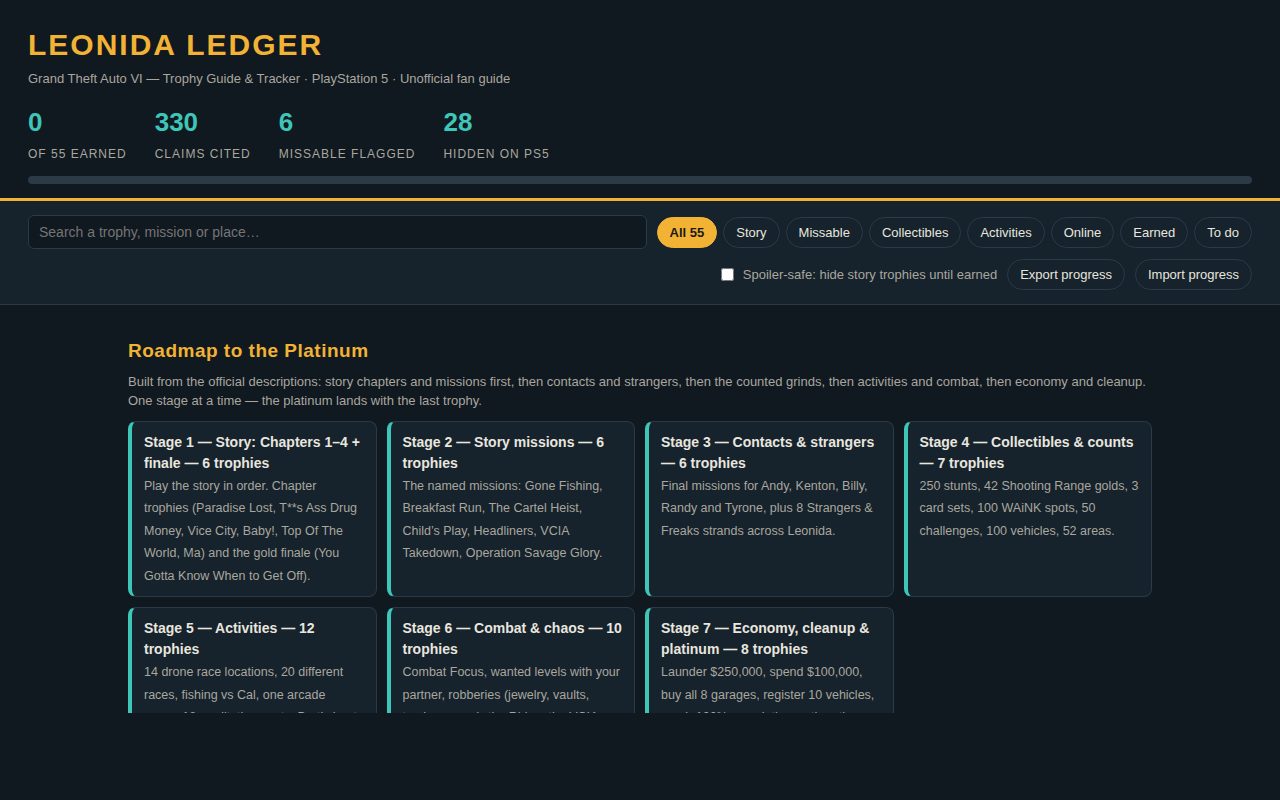 LEONIDA LEDGER
Grand Theft Auto VI — Trophy Guide & Tracker · PlayStation 5 · Unofficial fan guide
0 330 6 28
OF 55 EARNED CLAIMS CITED MISSABLE FLAGGED HIDDEN ON PS5
Search a trophy, mission or place… All 55 Story Missable Collectibles Activities Online Earned To do
Spoiler-safe: hide story trophies until earned Export progress Import progress
Roadmap to the Platinum
Built from the official descriptions: story chapters and missions first, then contacts and strangers, then the counted grinds, then activities and combat, then economy and cleanup.
One stage at a time — the platinum lands with the last trophy.
Stage 1 — Story: Chapters 1–4 +
finale — 6 trophies
Play the story in order. Chapter
trophies (Paradise Lost, T**s Ass Drug
Money, Vice City, Baby!, Top Of The
World, Ma) and the gold finale (You
Gotta Know When to Get Off).
Stage 2 — Story missions — 6
trophies
The named missions: Gone Fishing,
Breakfast Run, The Cartel Heist,
Child's Play, Headliners, VCIA
Takedown, Operation Savage Glory.
Stage 3 — Contacts & strangers
— 6 trophies
Final missions for Andy, Kenton, Billy,
Randy and Tyrone, plus 8 Strangers &
Freaks strands across Leonida.
Stage 4 — Collectibles & counts
— 7 trophies
250 stunts, 42 Shooting Range golds, 3
card sets, 100 WAiNK spots, 50
challenges, 100 vehicles, 52 areas.
Stage 5 — Activities — 12
trophies
14 drone race locations, 20 different
races, fishing vs Cal, one arcade
Stage 6 — Combat & chaos — 10
trophies
Combat Focus, wanted levels with your
partner, robberies (jewelry, vaults,
Stage 7 — Economy, cleanup &
platinum — 8 trophies
Launder $250,000, spend $100,000,
buy all 8 garages, register 10 vehicles,